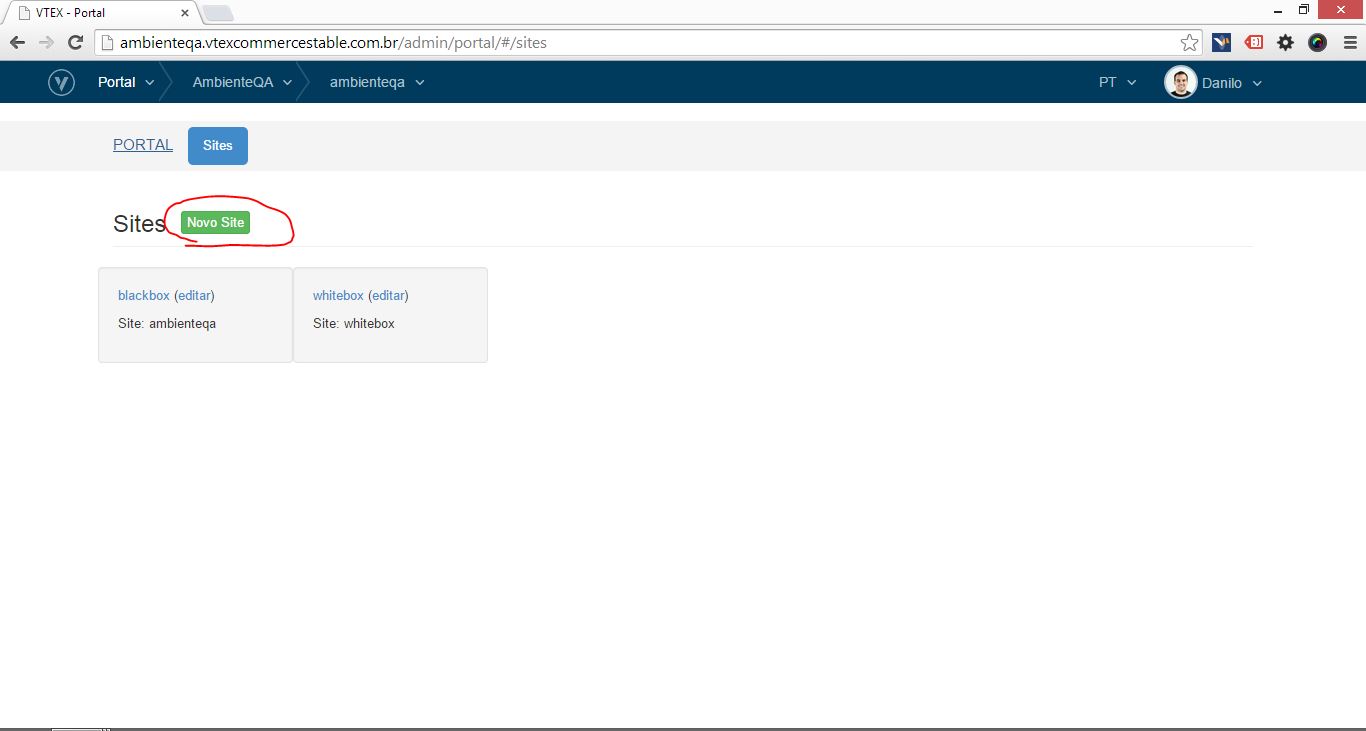 VTEX - Portal
ambienteqa.vtexcommercestable.com.br/admin/portal/#/sites
Portal AmbienteQA ambienteqa PT Danilo
PORTAL Sites
Sites Novo Site
blackbox (editar) whitebox (editar)
Site: ambienteqa Site: whitebox